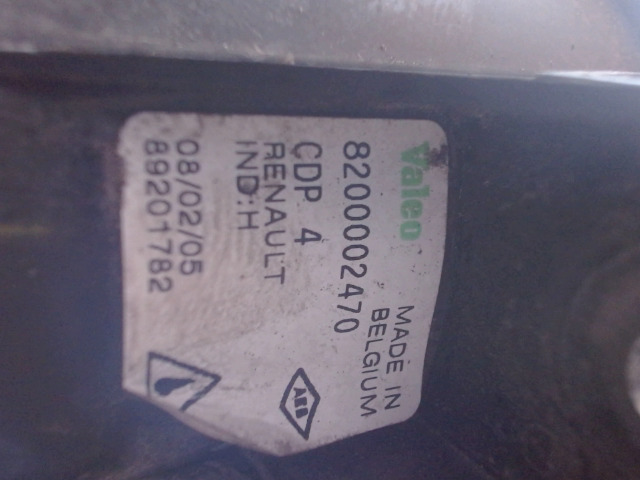 Valeo
MADE IN
BELGIUM
8200002470
CDP 4
RENAULT
IND:H
08/02/05
89201782